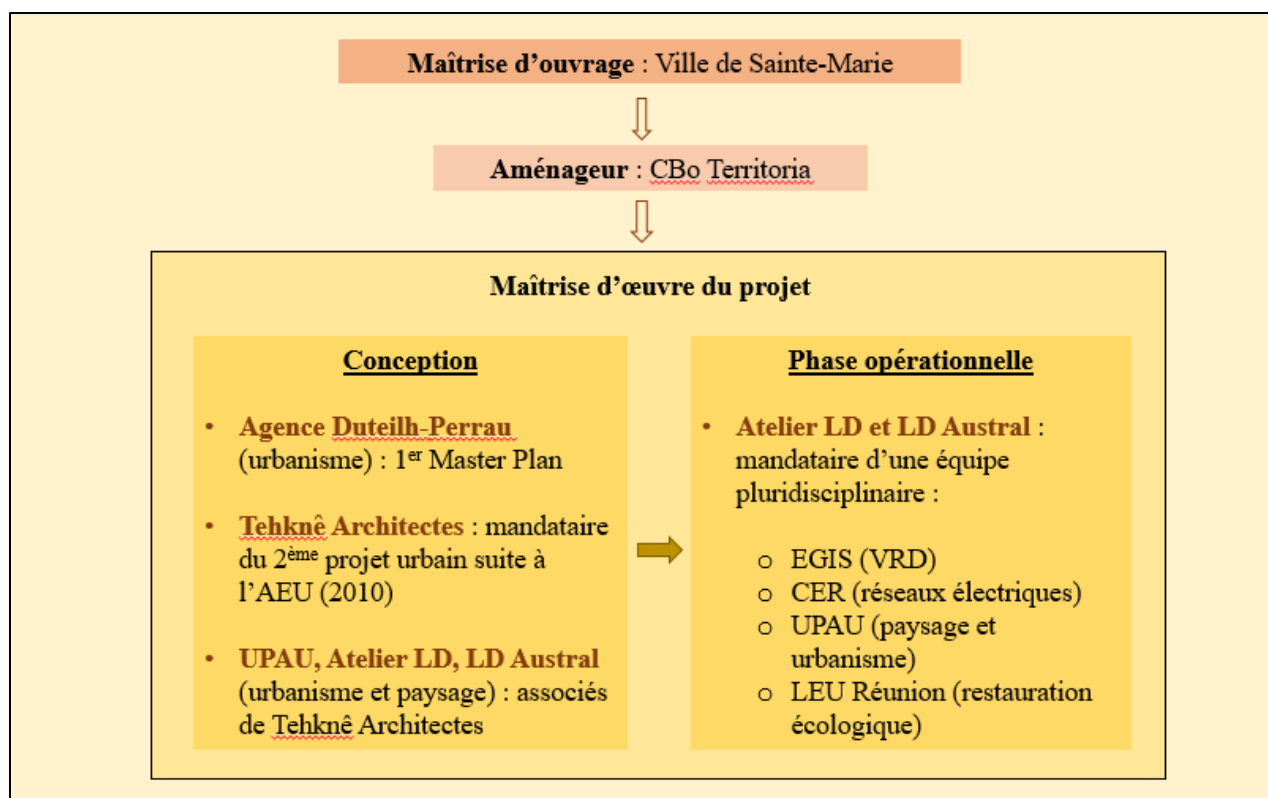 Maîtrise d’ouvrage : Ville de Sainte-Marie
Aménageur : CBo Territoria
Maîtrise d’œuvre du projet
Conception
• Agence Duteilh-Perrau
(urbanisme) : 1er Master Plan
• Tehknê Architectes : mandataire
du 2ème projet urbain suite à
l’AEU (2010)
• UPAU, Atelier LD, LD Austral
(urbanisme et paysage) : associés
de Tehknê Architectes
Phase opérationnelle
• Atelier LD et LD Austral :
mandataire d’une équipe
pluridisciplinaire :
o EGIS (VRD)
o CER (réseaux électriques)
o UPAU (paysage et
urbanisme)
o LEU Réunion (restauration
écologique)